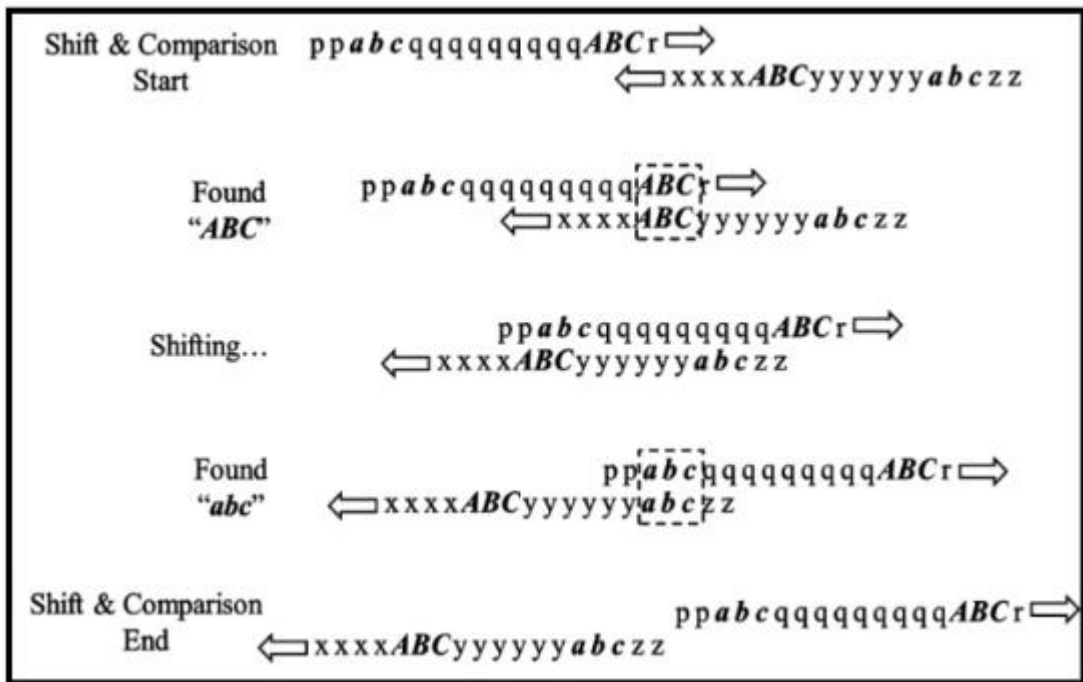 Shift & Comparison
Start
ppabcqqqqqqqqqABCr
xxxxABCyyyyyyabczz
Found
“ABC”
ppabcqqqqqqqqqABCr
xxxxABCyyyyyyabczz
Shifting...
ppabcqqqqqqqqqABCr
xxxxABCyyyyyyabczz
Found
“abc”
ppabcqqqqqqqqqABCr
xxxxABCyyyyyyabczz
Shift & Comparison
End
ppabcqqqqqqqqqABCr
xxxxABCyyyyyyabczz